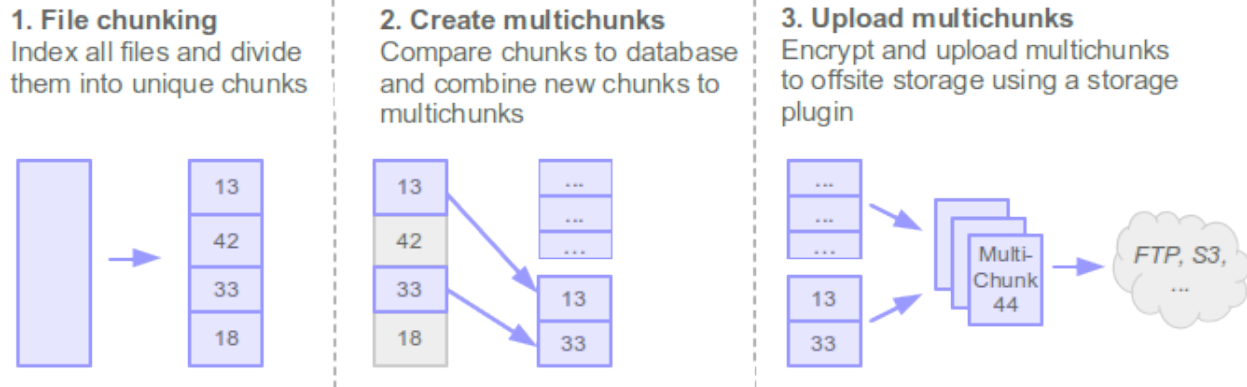 1. File chunking
Index all files and divide
them into unique chunks
13
42
33
18
2. Create multichunks
Compare chunks to database
and combine new chunks to
multichunks
13
42
33
18
...
...
...
13
33
3. Upload multichunks
Encrypt and upload multichunks
to offsite storage using a storage
plugin
...
...
...
13
33
Multi-
Chunk
44
FTP, S3,
...